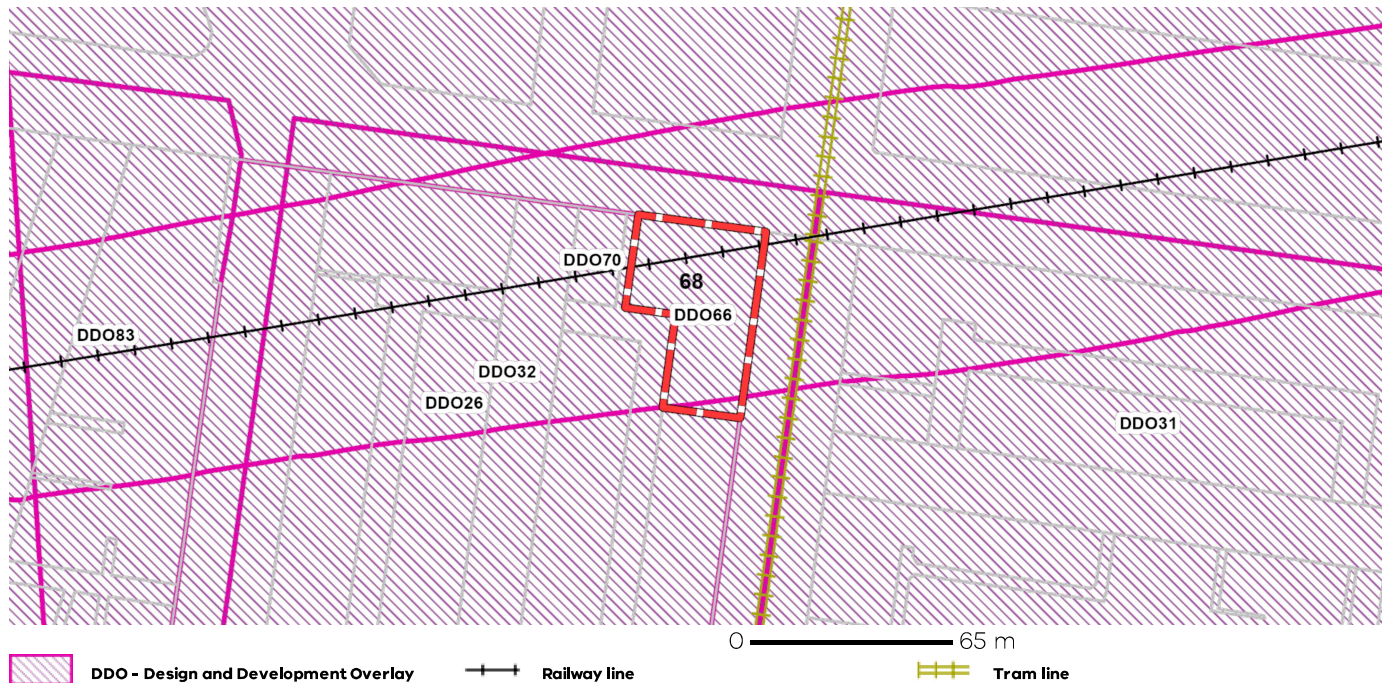 DDO70
68
DDO66
DDO83
DDO32
DDO26
DDO31
0 65 m
DDO - Design and Development Overlay Railway line Tram line